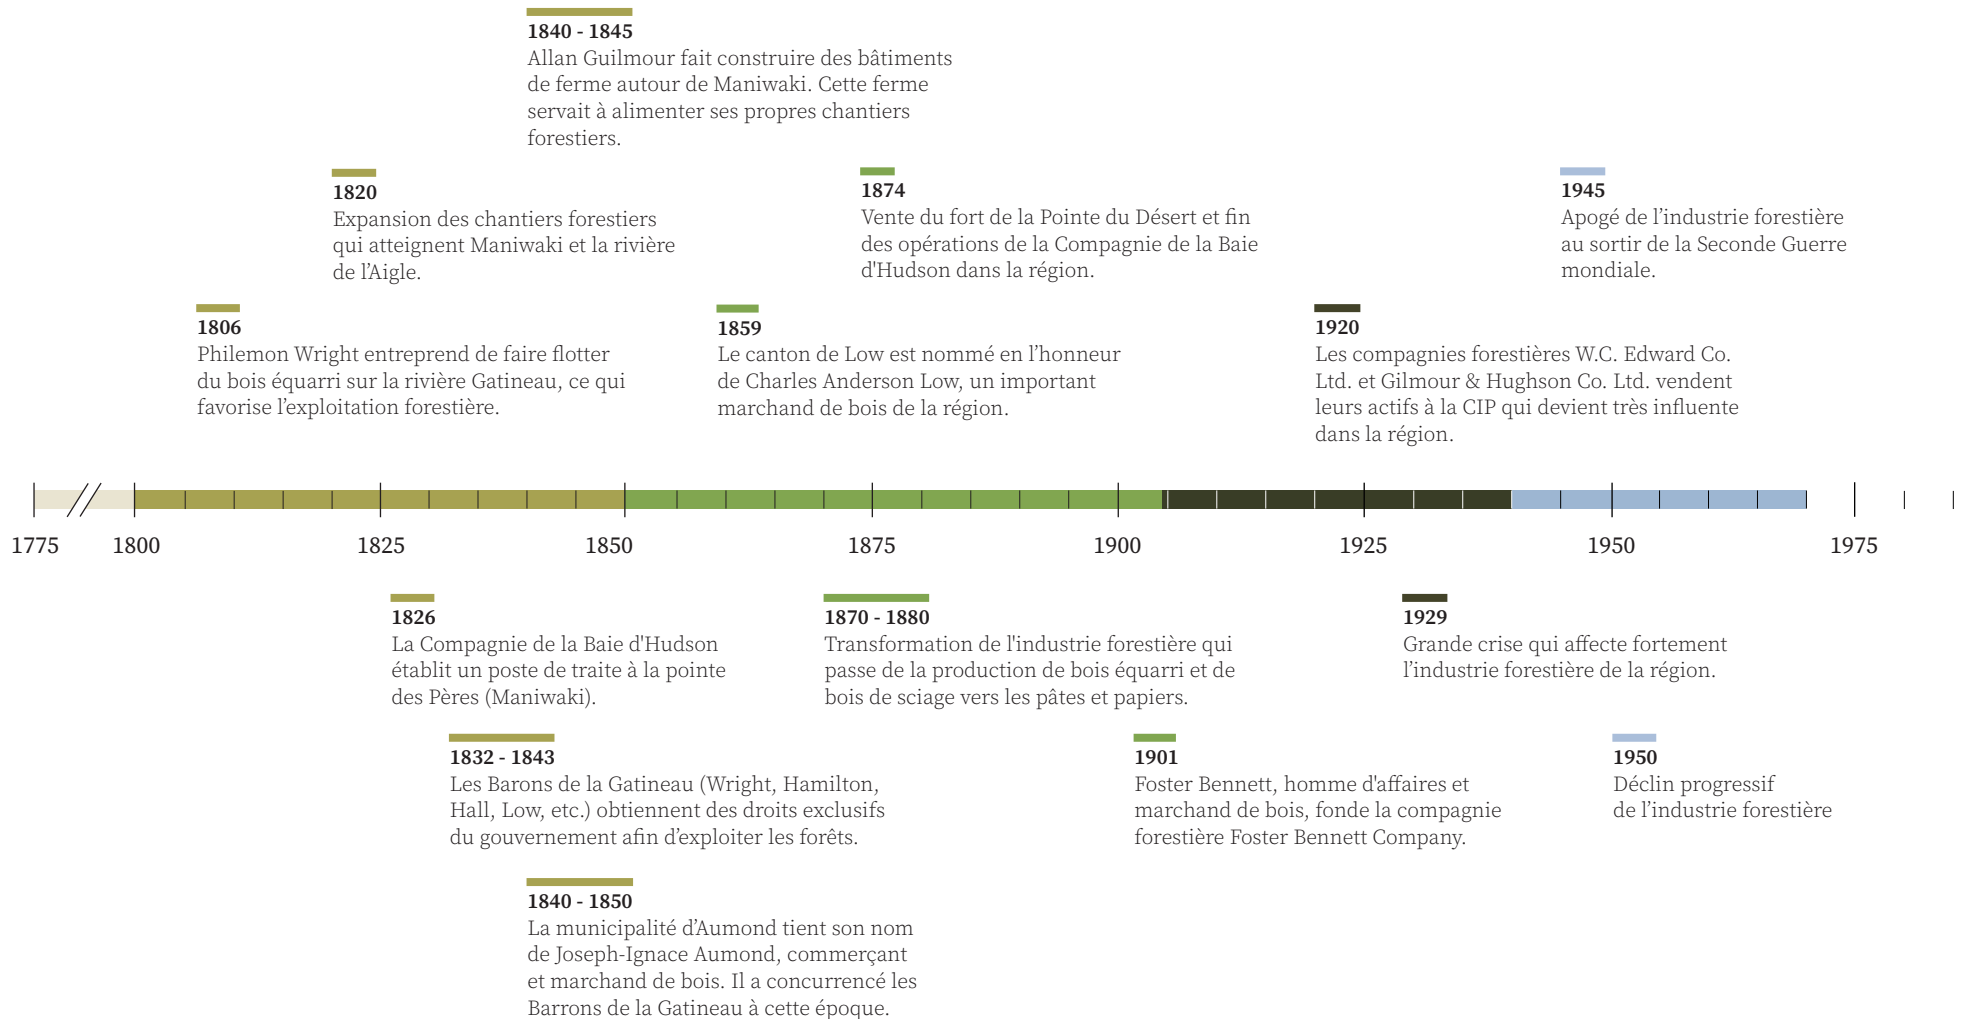 1840 - 1845
Allan Guilmour fait construire des bâtiments
de ferme autour de Maniwaki. Cette ferme
servait à alimenter ses propres chantiers
forestiers.
1820
Expansion des chantiers forestiers
qui atteignent Maniwaki et la rivière
de l’Aigle.
1874
Vente du fort de la Pointe du Désert et fin
des opérations de la Compagnie de la Baie
d'Hudson dans la région.
1945
Apogé de l’industrie forestière
au sortir de la Seconde Guerre
mondiale.
1806
Philemon Wright entreprend de faire flotter
du bois équarri sur la rivière Gatineau, ce qui
favorise l’exploitation forestière.
1859
Le canton de Low est nommé en l’honneur
de Charles Anderson Low, un important
marchand de bois de la région.
1920
Les compagnies forestières W.C. Edward Co.
Ltd. et Gilmour & Hughson Co. Ltd. vendent
leurs actifs à la CIP qui devient très influente
dans la région.
1775 1800 1825 1850 1875 1900 1925 1950 1975
1826
La Compagnie de la Baie d'Hudson
établit un poste de traite à la pointe
des Pères (Maniwaki).
1870 - 1880
Transformation de l'industrie forestière qui
passe de la production de bois équarri et de
bois de sciage vers les pâtes et papiers.
1929
Grande crise qui affecte fortement
l’industrie forestière de la région.
1832 - 1843
Les Barons de la Gatineau (Wright, Hamilton,
Hall, Low, etc.) obtiennent des droits exclusifs
du gouvernement afin d’exploiter les forêts.
1901
Foster Bennett, homme d'affaires et
marchand de bois, fonde la compagnie
forestière Foster Bennett Company.
1950
Déclin progressif
de l’industrie forestière
1840 - 1850
La municipalité d’Aumond tient son nom
de Joseph-Ignace Aumond, commerçant
et marchand de bois. Il a concurrencé les
Barrons de la Gatineau à cette époque.